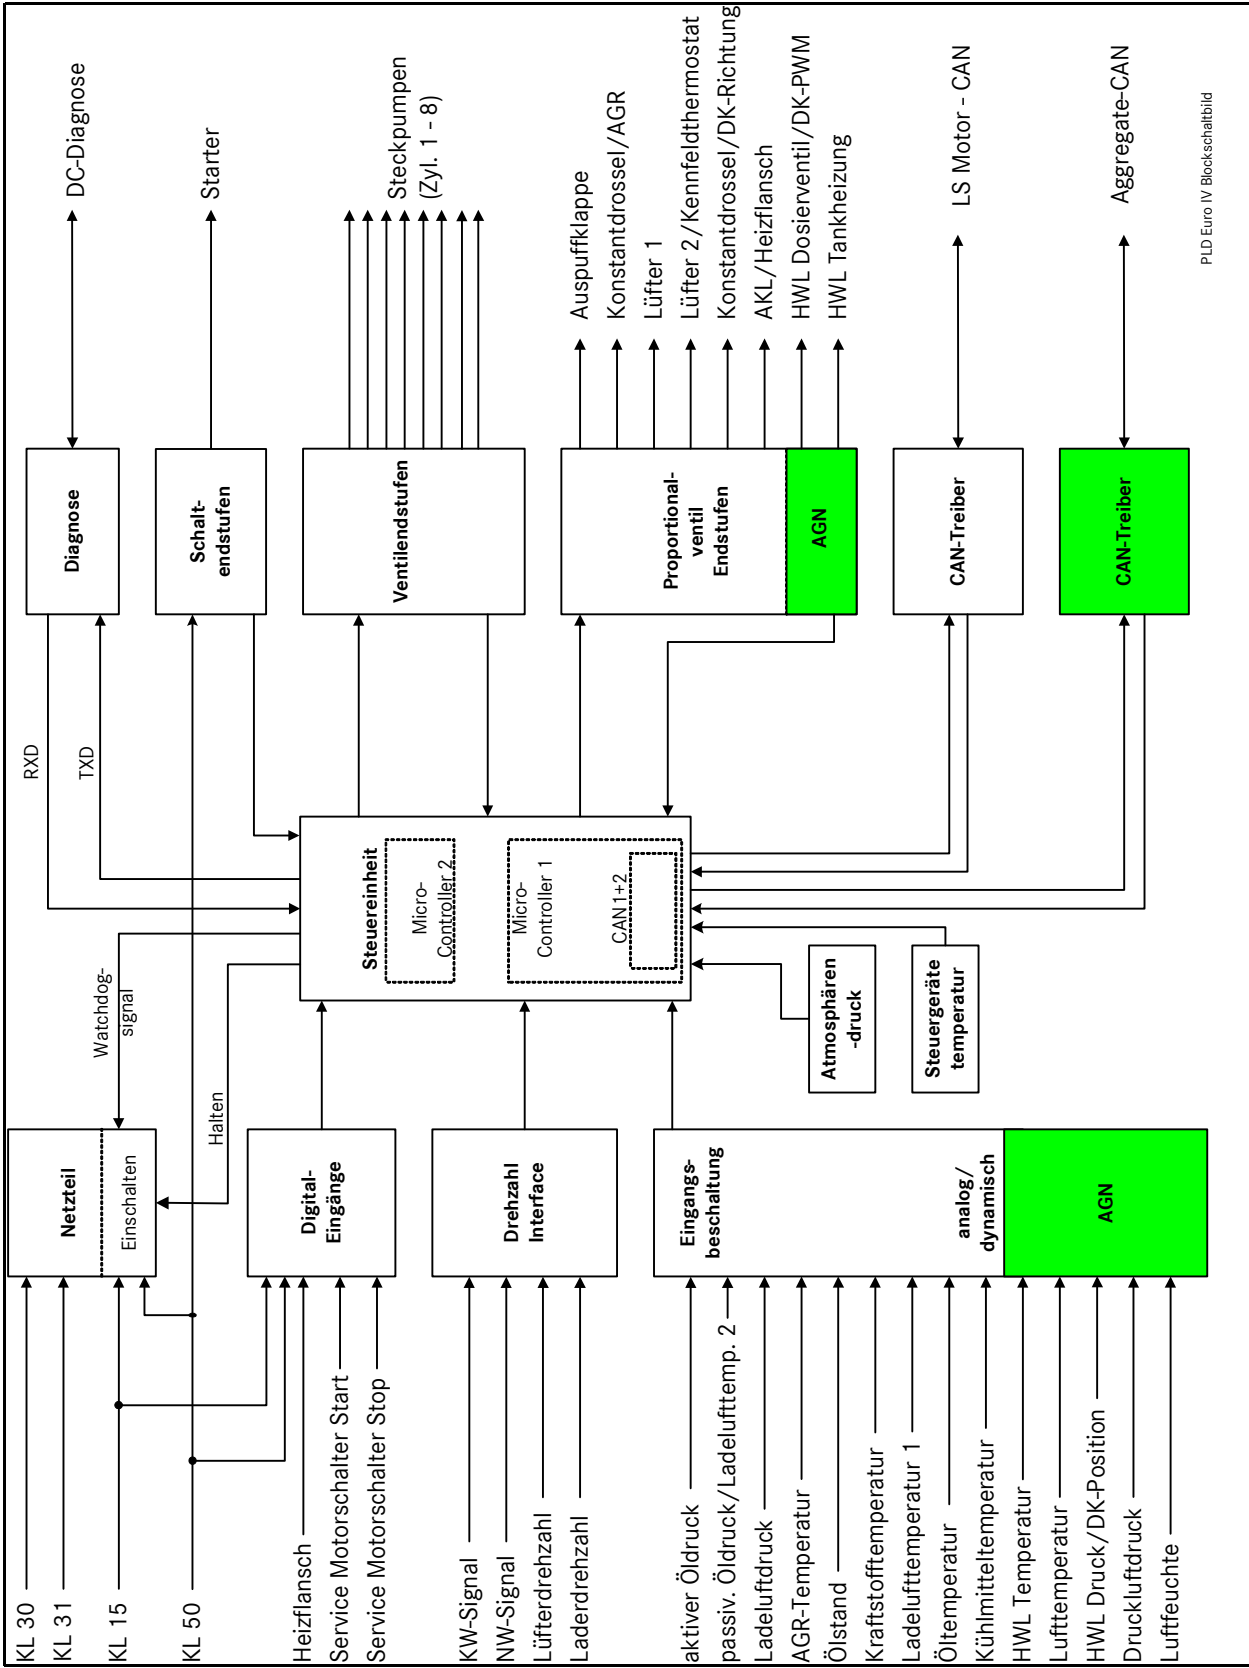 KL 30
KL 31
KL 15
KL 50
Heizflansch
Service Motorschalter Start
Service Motorschalter Stop
KW-Signal
NW-Signal
Lüfterdrehzahl
Laderdrehzahl
aktiver Öldruck
passiv. Öldruck/Ladelufttemp. 2
Ladeluftdruck
AGR-Temperatur
Ölstand
Kraftstofftemperatur
Ladelufttemperatur 1
Öltemperatur
Kühlmitteltemperatur
HWL Temperatur
Lufttemperatur
HWL Druck/DK-Position
Druckluftdruck
Luftfeuchte
Netzteil
Einschalten
Digital-
Eingänge
Drehzahl
Interface
Eingangs-
beschaltung
analog/
dynamisch
AGN
Watchdog-
signal
Halten
RXD
TXD
Steuereinheit
Micro-
Controller 2
Micro-
Controller 1
CAN1+2
Atmosphären
-druck
Steuergeräte
temperatur
Diagnose
Schalt-
endstufen
Ventilendstufen
Proportional-
ventil
Endstufen
AGN
CAN-Treiber
CAN-Treiber
DC-Diagnose
Starter
Steckpumpen
(Zyl. 1 - 8)
Auspuffklappe
Konstantdrossel/AGR
Lüfter 1
Lüfter 2/Kennfeldthermostat
Konstantdrossel/DK-Richtung
AKL/Heizflansch
HWL Dosierventil/DK-PWM
HWL Tankheizung
LS Motor - CAN
Aggregate-CAN
PLD Euro IV Blockschaltbild